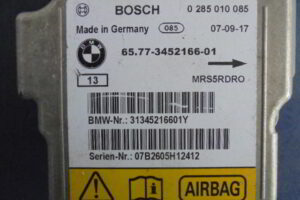 BOSCH 0 285 010 085
Made in Germany 085 07-09-17
BMW
65.77-3452166-01
13 MRS5RDRO
BMW-Nr.: 31345216601Y
Serien-Nr.: 07B2605H12412
AIRBAG